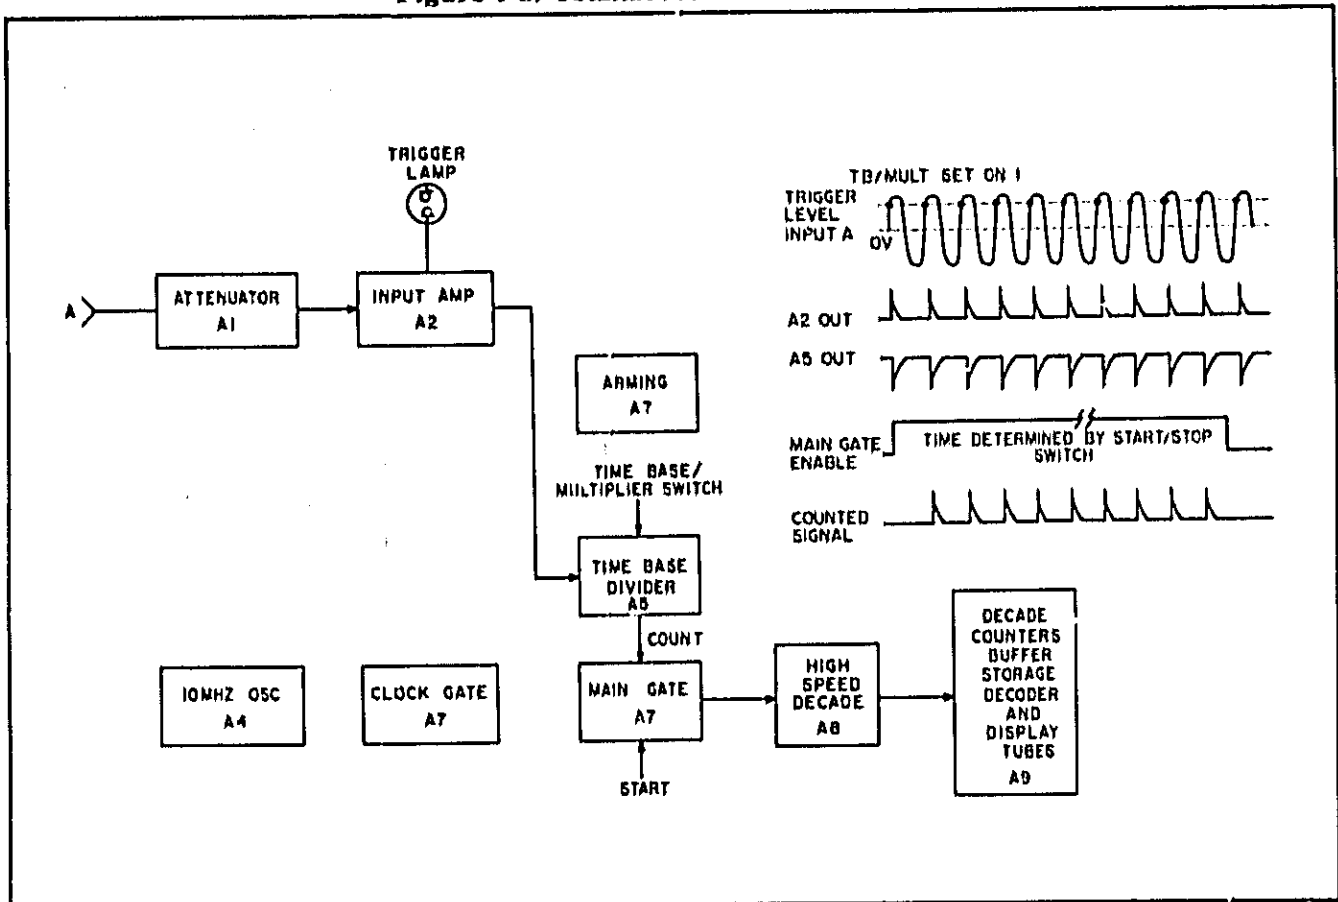 TRIGGER
LAMP
A
ATTENUATOR
A1
INPUT AMP
A2
ARMING
A7
TIME BASE/
MULTIPLIER SWITCH
TIME BASE
DIVIDER
A5
COUNT
10MHZ OSC
A4
CLOCK GATE
A7
MAIN GATE
A7
START
HIGH
SPEED
DECADE
A8
DECADE
COUNTERS
BUFFER
STORAGE
DECODER
AND
DISPLAY
TUBES
A9
TB/MULT SET ON 1
TRIGGER
LEVEL
INPUT A
0V
A2 OUT
A5 OUT
MAIN GATE
ENABLE
TIME DETERMINED BY START/STOP
SWITCH
COUNTED
SIGNAL